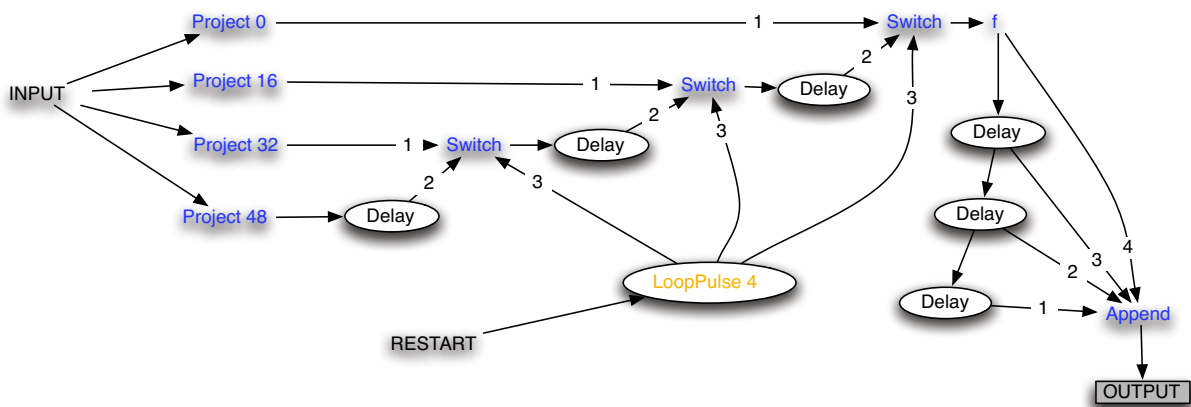 Project 0
1
Switch
f
INPUT
Project 16
1
Switch
Delay
2
3
Project 32
1
Switch
Delay
2
3
Delay
Project 48
Delay
2
3
Delay
LoopPulse 4
Delay
1
2
3
4
Append
RESTART
OUTPUT